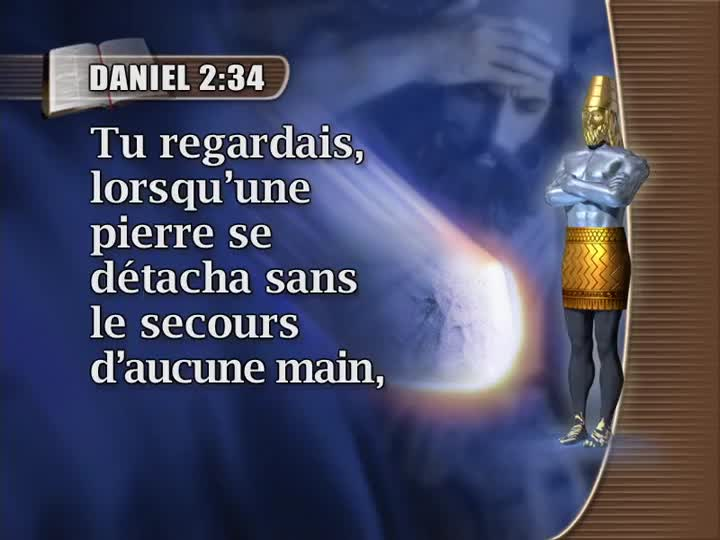 DANIEL 2:34
Tu regardais,
lorsqu’une
pierre se
détacha sans
le secours
d’aucune main,